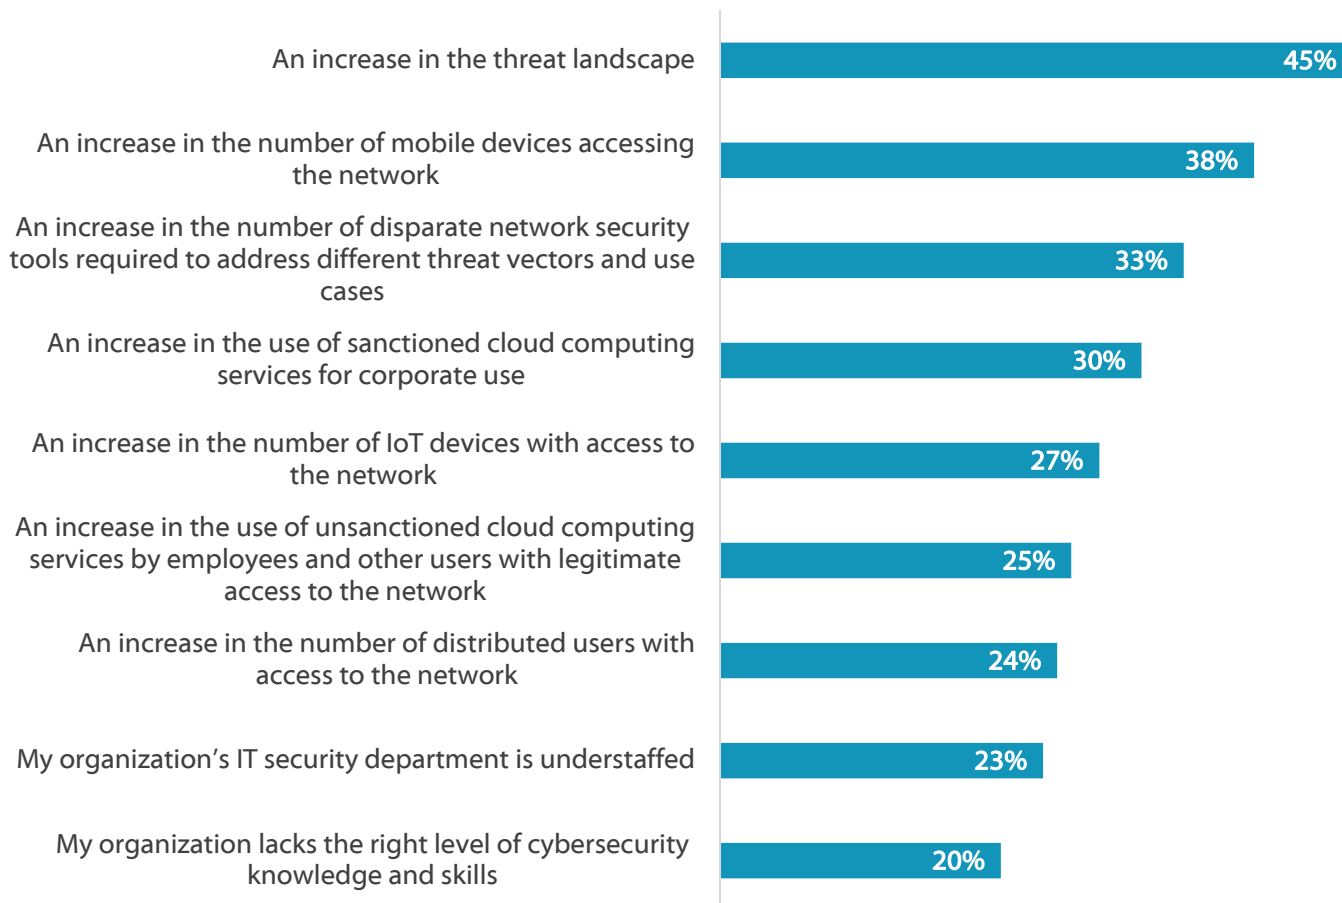 An increase in the threat landscape
45%
An increase in the number of mobile devices accessing
the network
38%
An increase in the number of disparate network security
tools required to address different threat vectors and use
cases
33%
An increase in the use of sanctioned cloud computing
services for corporate use
30%
An increase in the number of IoT devices with access to
the network
27%
An increase in the use of unsanctioned cloud computing
services by employees and other users with legitimate
access to the network
25%
An increase in the number of distributed users with
access to the network
24%
My organization’s IT security department is understaffed
23%
My organization lacks the right level of cybersecurity
knowledge and skills
20%